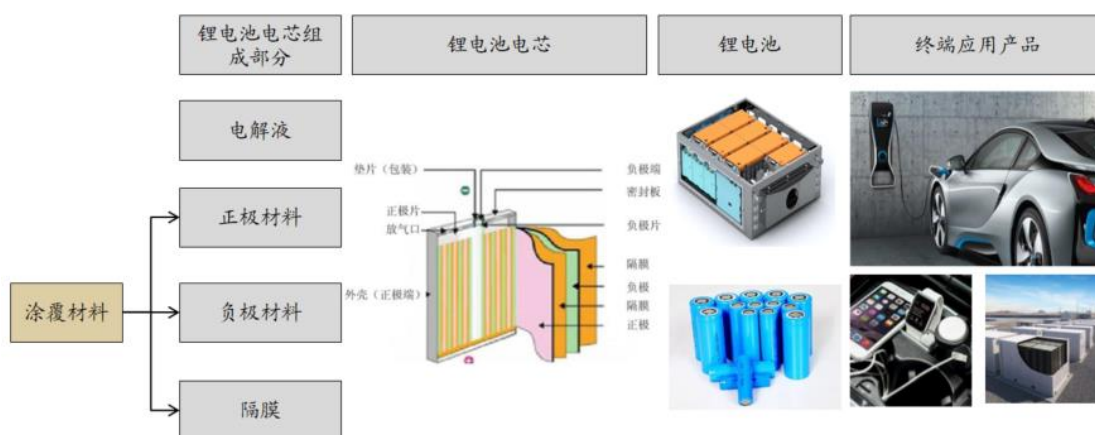 锂电池电芯组
成部分
锂电池电芯
锂电池
终端应用产品
电解液
正极材料
涂覆材料
负极材料
隔膜
垫片（包装）
正极片
放气口
外壳（正极端）
负极端
密封板
负极片
隔膜
负极
隔膜
正极